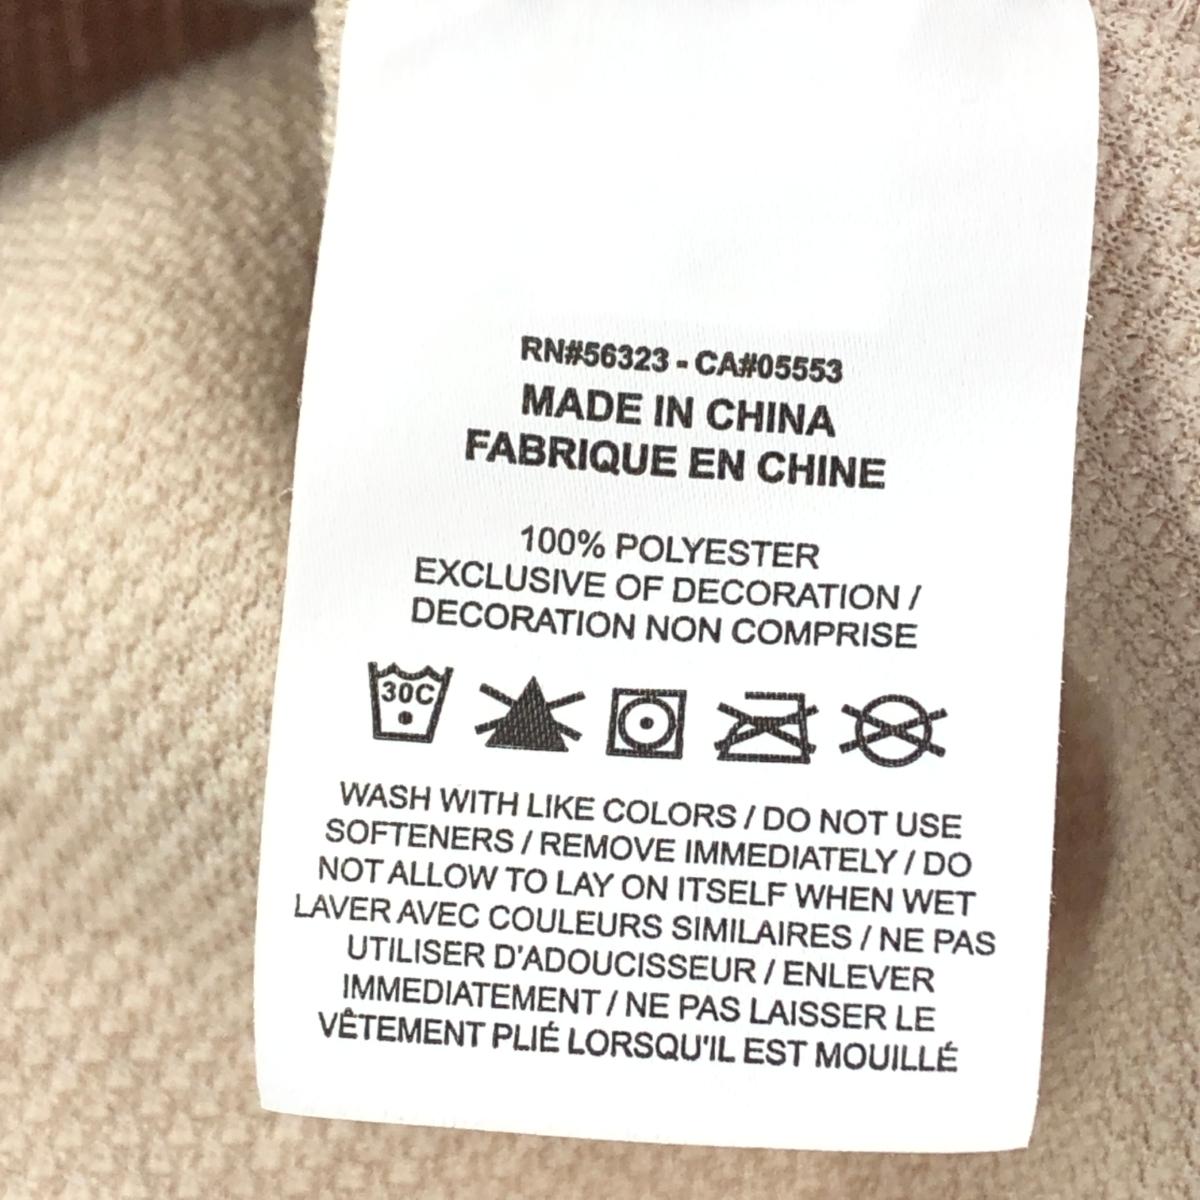 RN#56323 - CA#05553
MADE IN CHINA
FABRIQUE EN CHINE
100% POLYESTER
EXCLUSIVE OF DECORATION /
DECORATION NON COMPRISE
30C
WASH WITH LIKE COLORS / DO NOT USE
SOFTENERS / REMOVE IMMEDIATELY / DO
NOT ALLOW TO LAY ON ITSELF WHEN WET
LAVER AVEC COULEURS SIMILAIRES / NE PAS
UTILISER D'ADOUCISSEUR / ENLEVER
IMMEDIATEMENT / NE PAS LAISSER LE
VÊTEMENT PLIÉ LORSQU'IL EST MOUILLÉ